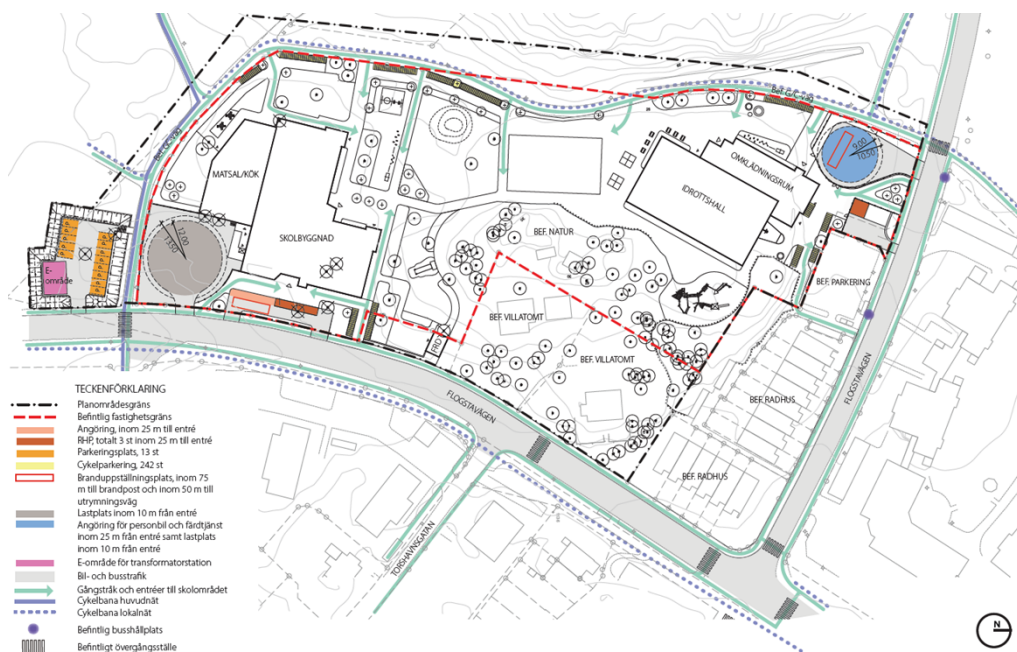 Bef. G/C väg
Bef. G/C väg
MATSAL/KÖK
SKOLBYGGNAD
OMKLÄDNINGSRUM
IDROTTSHALL
9.00
10.50
12.00
13.50
E-
område
BEF. NATUR
BEF. VILLATOMT
BEF. VILLATOMT
BEF. PARKERING
BEF. RADHUS
BEF. RADHUS
FLOGSTAVÄGEN
FLOGSTAVÄGEN
TORSHAVNSGATAN
TECKENFÖRKLARING
Planområdesgräns
Befintlig fastighetsgräns
Angöring, inom 25 m till entré
RHP, totalt 3 st inom 25 m till entré
Parkeringsplats, 13 st
Cykelparkering, 242 st
Branduppställningsplats, inom 75
m till brandpost och inom 50 m till
utrymningsväg
Lastplats inom 10 m från entré
Angöring för personbil och färdtjänst
inom 25 m från entré samt lastplats
inom 10 m från entré
E-område för transformatorstation
Bil- och busstrafik
Gångstråk och entréer till skolområdet
Cykelbana huvudnät
Cykelbana lokalnät
Befintlig busshållplats
Befintligt övergångsställe
N